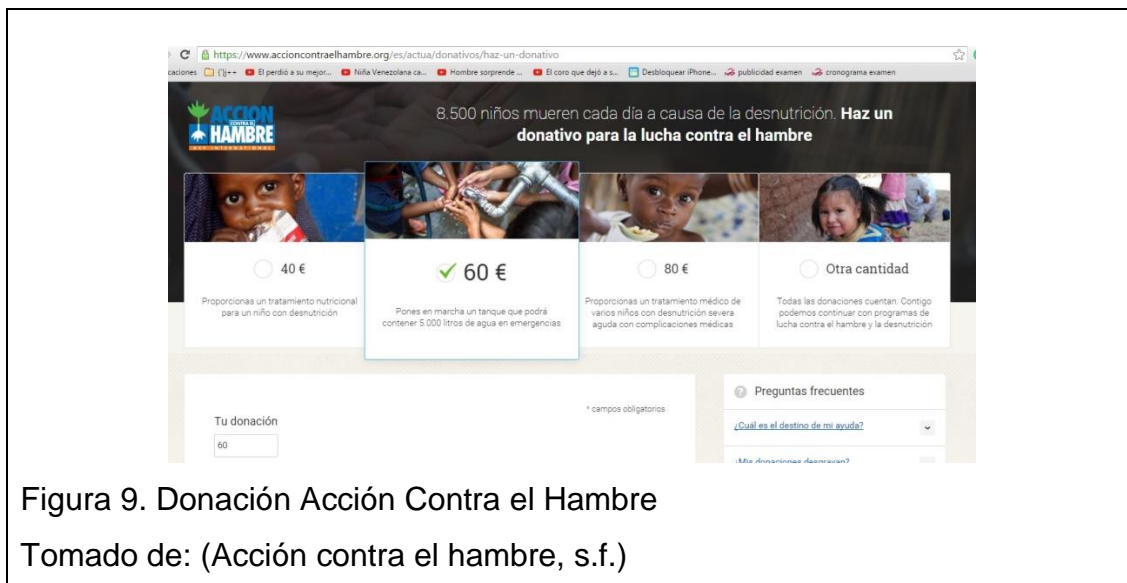 https://www.accioncontraelhambre.org/es/actua/donativos/haz-un-donativo
caciones {'}j++ El perdió a su mejor... Niña Venezolana ca... Hombre sorprende ... El coro que dejó a s... Desbloquear iPhone... publicidad examen cronograma examen
ACCION
CONTRA EL
HAMBRE
ACF INTERNATIONAL
8.500 niños mueren cada día a causa de la desnutrición. Haz un
donativo para la lucha contra el hambre
40 €
Proporcionas un tratamiento nutricional
para un niño con desnutrición
60 €
Pones en marcha un tanque que podrá
contener 5.000 litros de agua en emergencias
80 €
Proporcionas un tratamiento médico de
varios niños con desnutrición severa
aguda con complicaciones médicas
Otra cantidad
Todas las donaciones cuentan. Contigo
podemos continuar con programas de
lucha contra el hambre y la desnutrición
* campos obligatorios
Tu donación
60
Preguntas frecuentes
¿Cuál es el destino de mi ayuda?
¿Mis donaciones desgravan?
Figura 9. Donación Acción Contra el Hambre
Tomado de: (Acción contra el hambre, s.f.)